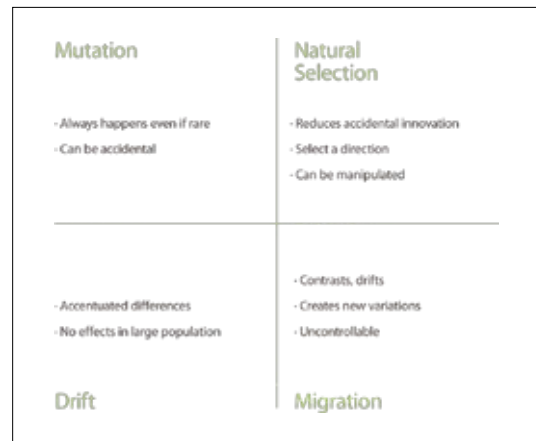 Mutation
- Always happens even if rare
- Can be accidental
Natural
Selection
- Reduces accidental innovation
- Select a direction
- Can be manipulated
- Accentuated differences
- No effects in large population
Drift
- Contrasts, drifts
- Creates new variations
- Uncontrollable
Migration